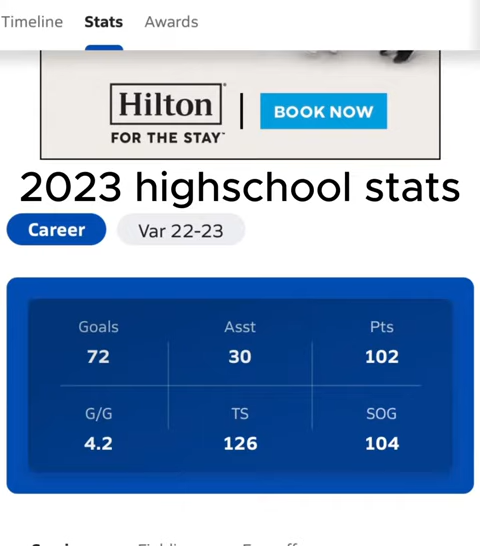 Timeline Stats Awards
Hilton
BOOK NOW
FOR THE STAY
2023 highschool stats
Career Var 22-23
Goals Asst Pts
72 30 102
G/G TS SOG
4.2 126 104